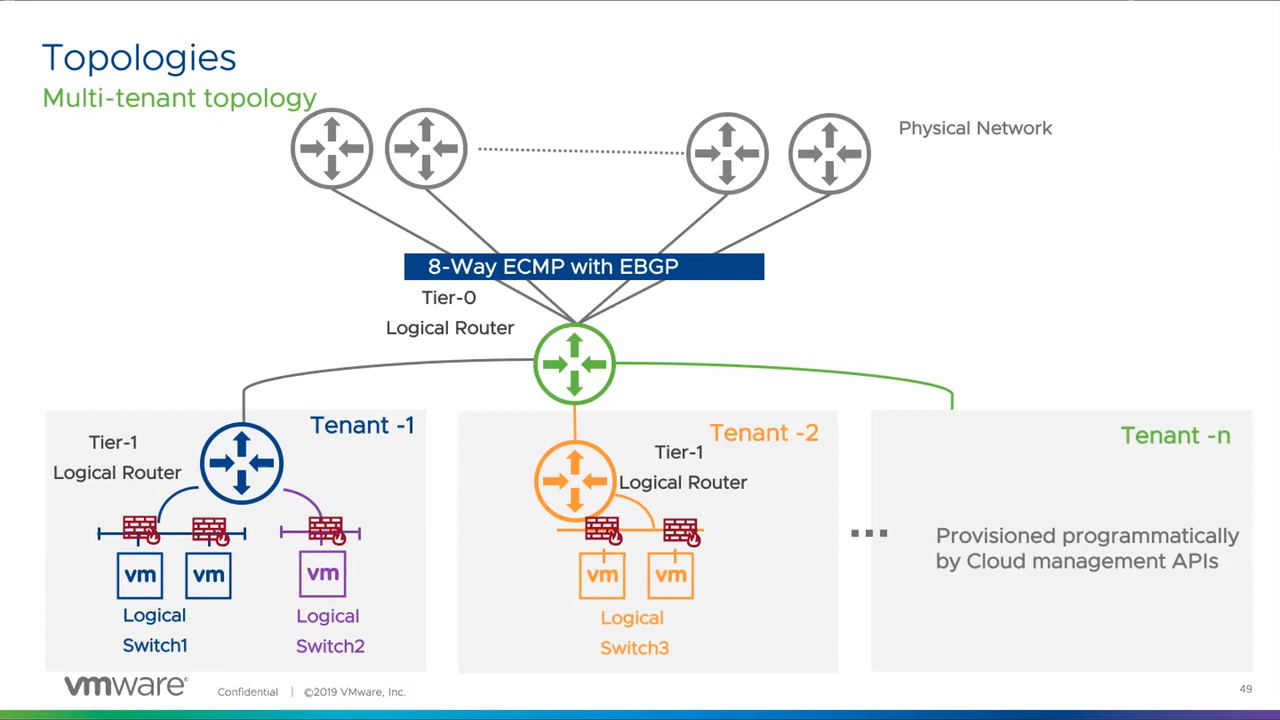 Topologies
Multi-tenant topology
Physical Network
8-Way ECMP with EBGP
Tier-0
Logical Router
Tenant -1
Tier-1
Logical Router
vm
vm
vm
Logical
Switch1
Logical
Switch2
Tenant -2
Tier-1
Logical Router
vm
vm
Logical
Switch3
Tenant -n
Provisioned programmatically
by Cloud management APIs
vmware®
Confidential | ©2019 VMware, Inc.
49